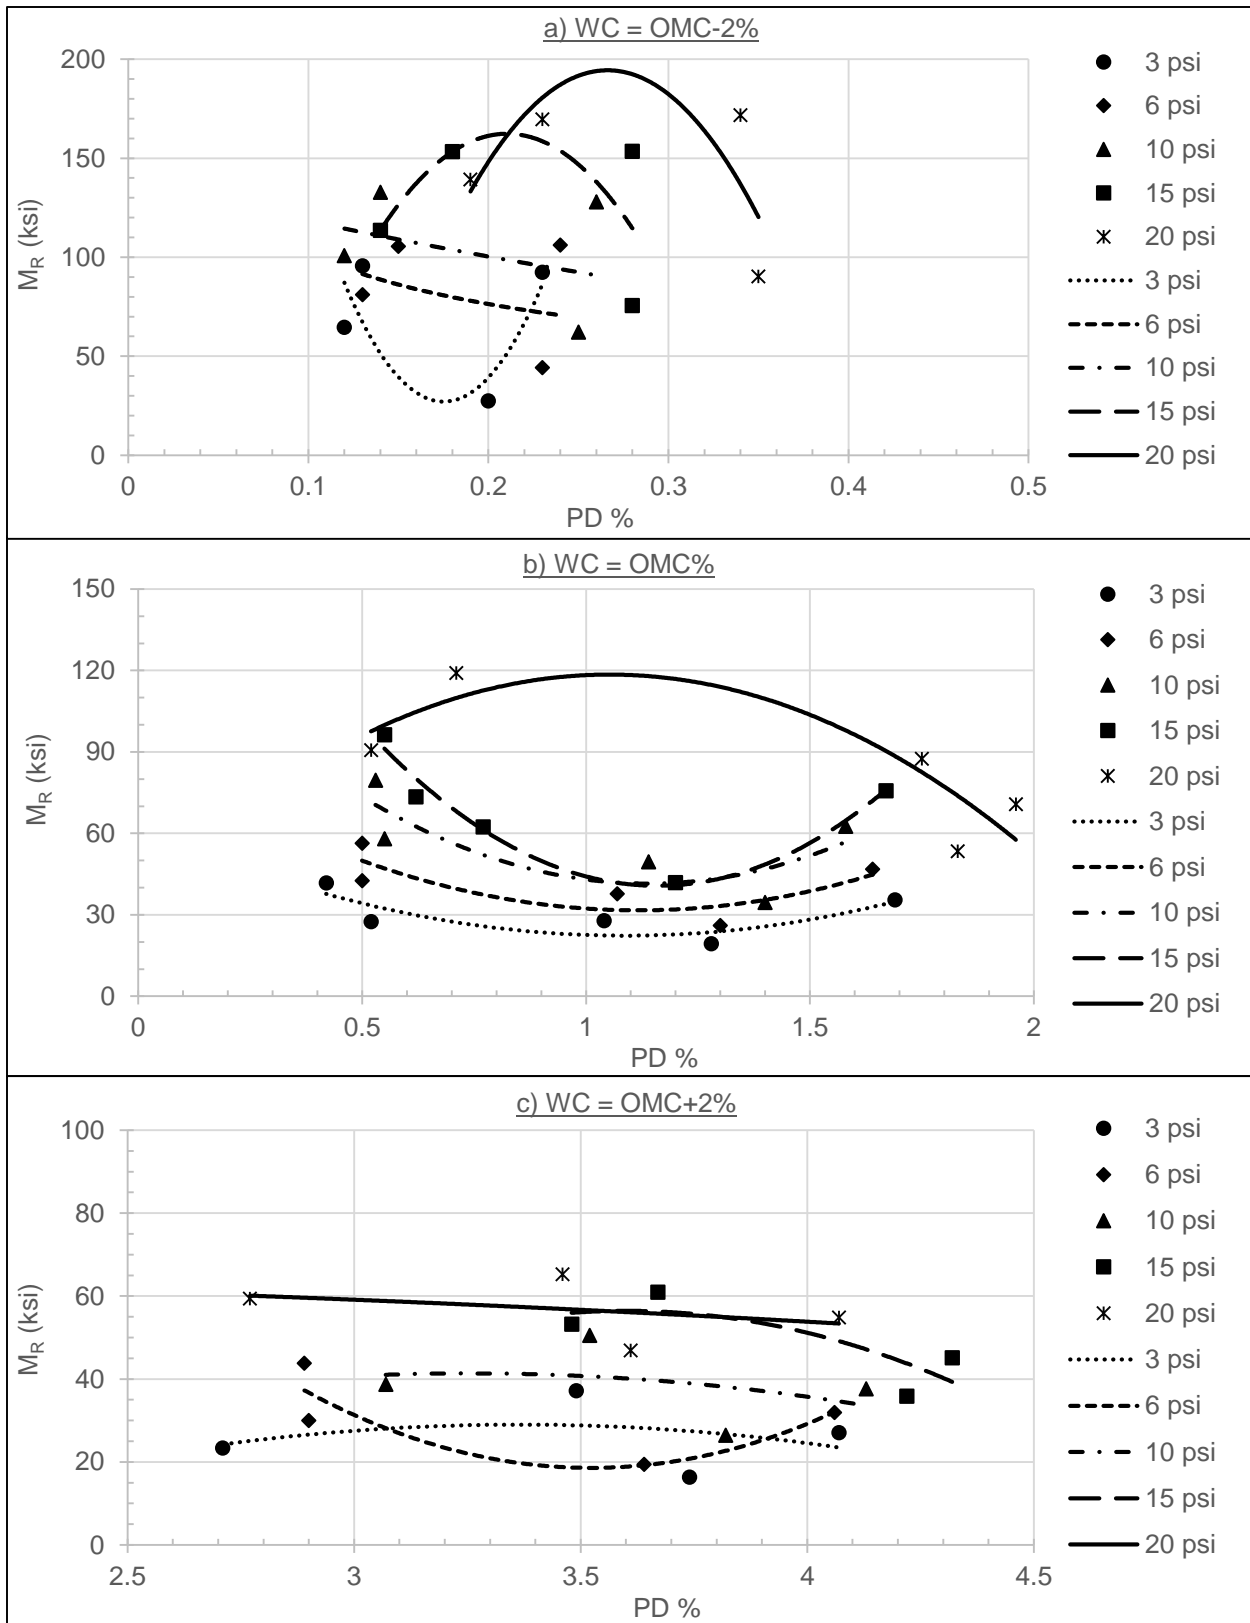 a) WC = OMC-2%
200
150
100
50
0
M_R (ksi)
0 0.1 0.2 0.3 0.4 0.5
PD %
3 psi
6 psi
10 psi
15 psi
20 psi
3 psi
6 psi
10 psi
15 psi
20 psi
b) WC = OMC%
150
120
90
60
30
0
M_R (ksi)
0 0.5 1 1.5 2
PD %
3 psi
6 psi
10 psi
15 psi
20 psi
3 psi
6 psi
10 psi
15 psi
20 psi
c) WC = OMC+2%
100
80
60
40
20
0
M_R (ksi)
2.5 3 3.5 4 4.5
PD %
3 psi
6 psi
10 psi
15 psi
20 psi
3 psi
6 psi
10 psi
15 psi
20 psi